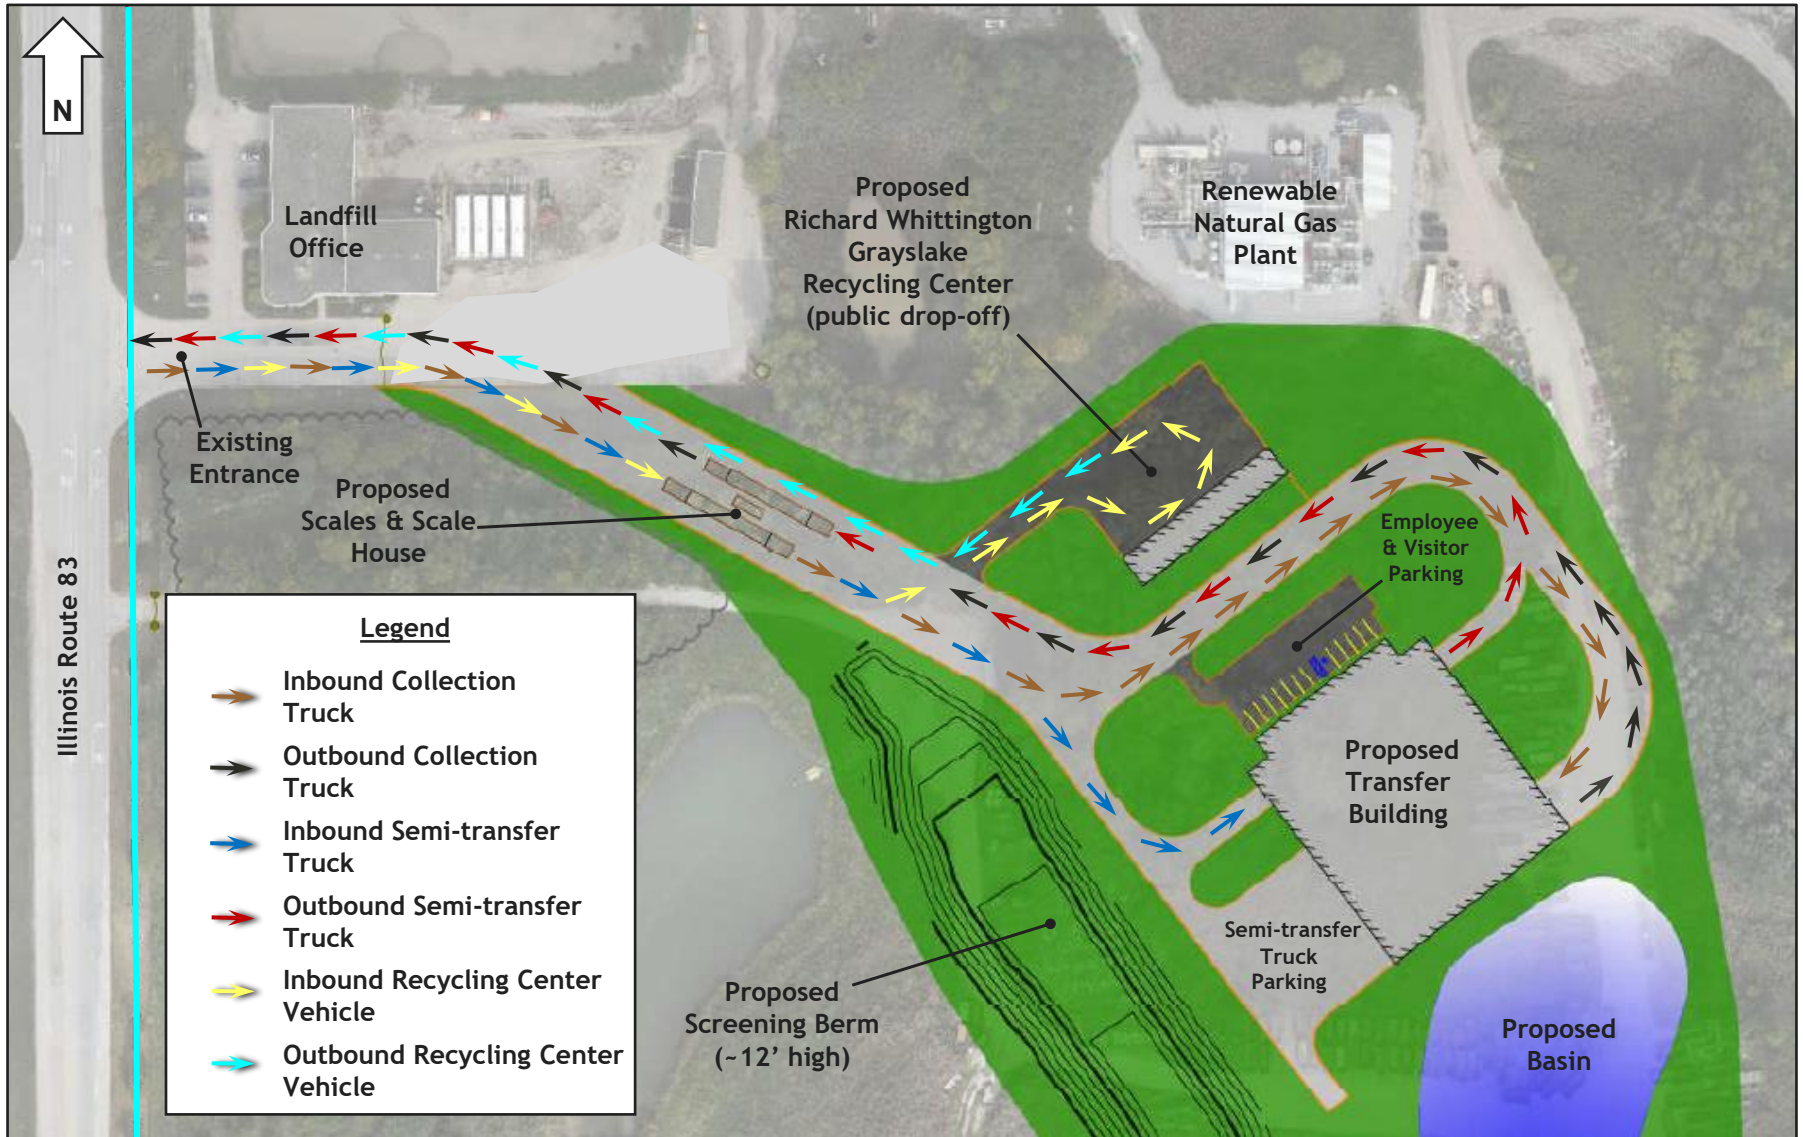 N
Landfill
Office
Proposed
Richard Whittington
Grayslake
Recycling Center
(public drop-off)
Renewable
Natural Gas
Plant
Existing
Entrance
Proposed
Scales & Scale
House
Employee
& Visitor
Parking
Illinois Route 83
Legend
Inbound Collection
Truck
Outbound Collection
Truck
Inbound Semi-transfer
Truck
Outbound Semi-transfer
Truck
Inbound Recycling Center
Vehicle
Outbound Recycling Center
Vehicle
Proposed
Transfer
Building
Semi-transfer
Truck
Parking
Proposed
Screening Berm
(~12’ high)
Proposed
Basin